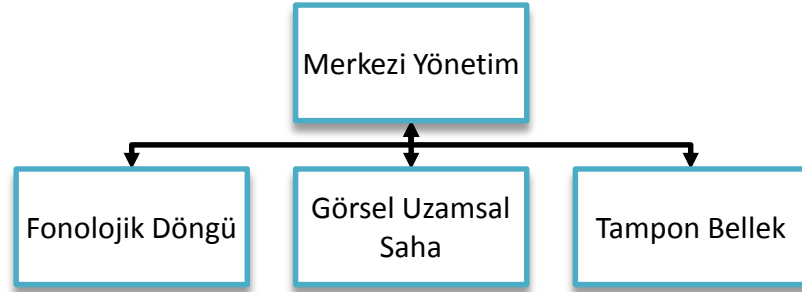 Merkezi Yönetim
Fonolojik Döngü
Görsel Uzamsal
Saha
Tampon Bellek